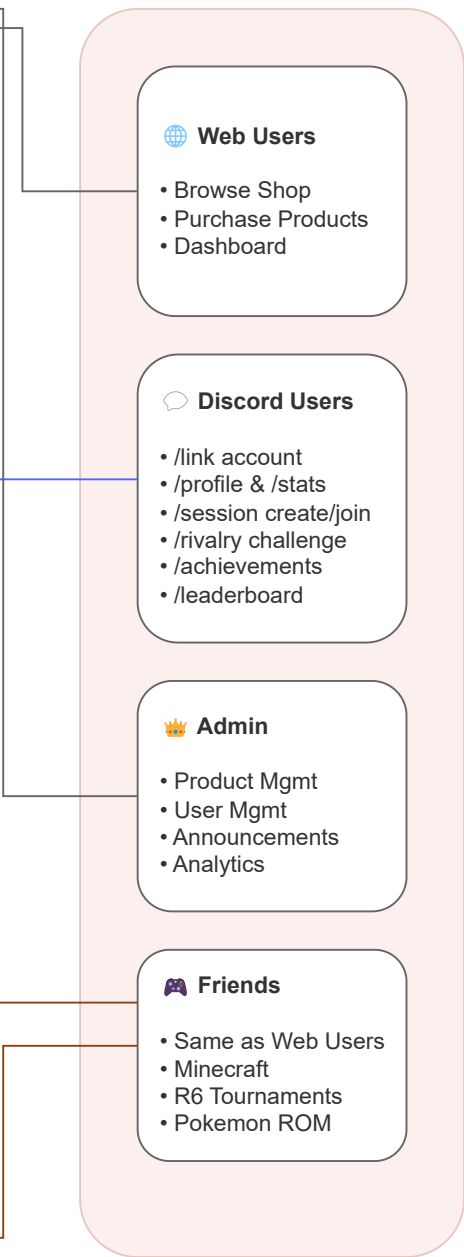 Web Users
• Browse Shop
• Purchase Products
• Dashboard
Discord Users
• /link account
• /profile & /stats
• /session create/join
• /rivalry challenge
• /achievements
• /leaderboard
Admin
• Product Mgmt
• User Mgmt
• Announcements
• Analytics
Friends
• Same as Web Users
• Minecraft
• R6 Tournaments
• Pokemon ROM